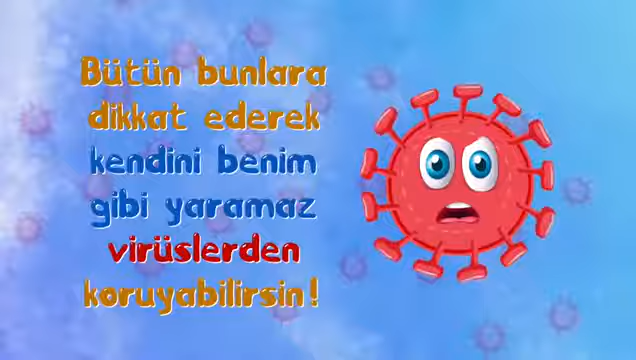 Bütün bunlara
dikkat ederek
kendini benim
gibi yaramaz
virüslerden
koruyabilirsin!